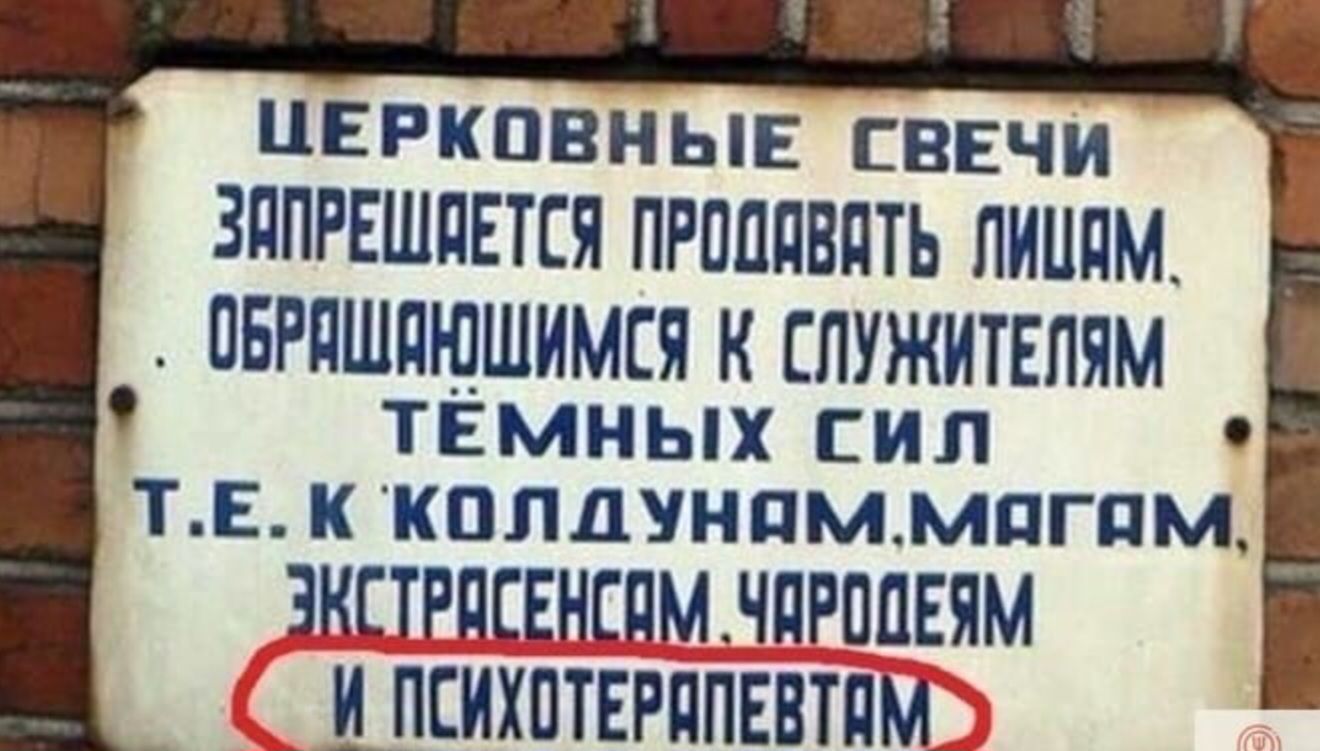 ЦЕРКОВНЫЕ СВЕЧИ
ЗАПРЕЩАЕТСЯ ПРОДАВАТЬ ЛИЦАМ,
ОБРАЩАЮЩИМСЯ К СЛУЖИТЕЛЯМ
ТЁМНЫХ СИЛ
Т.Е. К КОЛДУНАМ, МАГАМ,
ЭКСТРАСЕНСАМ, ЧАРОДЕЯМ
И ПСИХОТЕРАПЕВТАМ